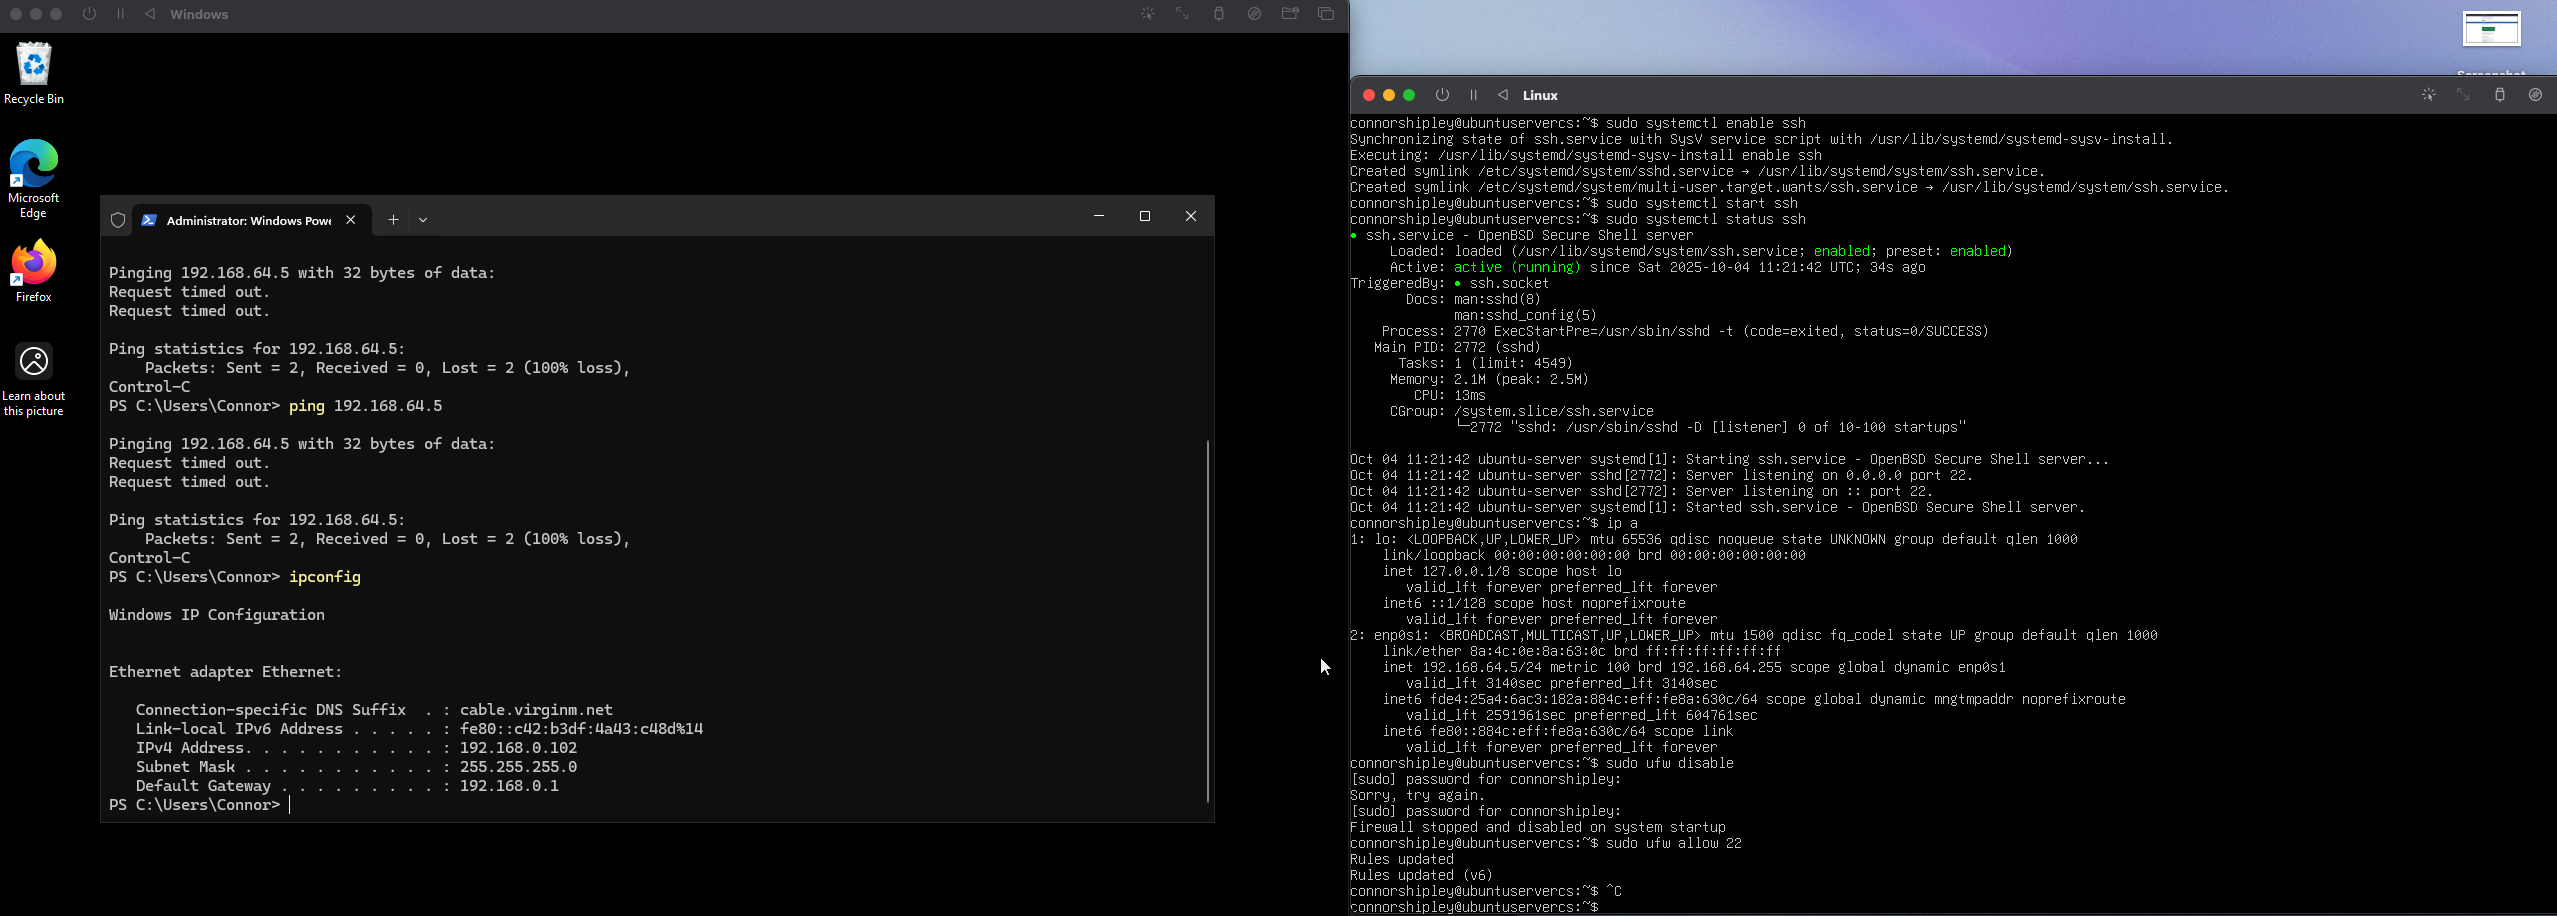 Windows
Recycle Bin
Microsoft
Edge
Firefox
Learn about
this picture
Administrator: Windows Powe
Pinging 192.168.64.5 with 32 bytes of data:
Request timed out.
Request timed out.
Ping statistics for 192.168.64.5:
    Packets: Sent = 2, Received = 0, Lost = 2 (100% loss),
Control-C
PS C:\Users\Connor> ping 192.168.64.5
Pinging 192.168.64.5 with 32 bytes of data:
Request timed out.
Request timed out.
Ping statistics for 192.168.64.5:
    Packets: Sent = 2, Received = 0, Lost = 2 (100% loss),
Control-C
PS C:\Users\Connor> ipconfig
Windows IP Configuration
Ethernet adapter Ethernet:
   Connection-specific DNS Suffix  . : cable.virginm.net
   Link-local IPv6 Address . . . . . : fe80::c42:b3df:4a43:c48d%14
   IPv4 Address. . . . . . . . . . . : 192.168.0.102
   Subnet Mask . . . . . . . . . . . : 255.255.255.0
   Default Gateway . . . . . . . . . : 192.168.0.1
PS C:\Users\Connor>
Linux
connorshipley@ubuntuservercs:~$ sudo systemctl enable ssh
Synchronizing state of ssh.service with SysV service script with /usr/lib/systemd/systemd-sysv-install.
Executing: /usr/lib/systemd/systemd-sysv-install enable ssh
Created symlink /etc/systemd/system/sshd.service → /usr/lib/systemd/system/ssh.service.
Created symlink /etc/systemd/system/multi-user.target.wants/ssh.service → /usr/lib/systemd/system/ssh.service.
connorshipley@ubuntuservercs:~$ sudo systemctl start ssh
connorshipley@ubuntuservercs:~$ sudo systemctl status ssh
● ssh.service - OpenBSD Secure Shell server
     Loaded: loaded (/usr/lib/systemd/system/ssh.service; enabled; preset: enabled)
     Active: active (running) since Sat 2025-10-04 11:21:42 UTC; 34s ago
TriggeredBy: ● ssh.socket
       Docs: man:sshd(8)
             man:sshd_config(5)
    Process: 2770 ExecStartPre=/usr/sbin/sshd -t (code=exited, status=0/SUCCESS)
   Main PID: 2772 (sshd)
      Tasks: 1 (limit: 4549)
     Memory: 2.1M (peak: 2.5M)
        CPU: 13ms
     CGroup: /system.slice/ssh.service
             └─2772 "sshd: /usr/sbin/sshd -D [listener] 0 of 10-100 startups"
Oct 04 11:21:42 ubuntu-server systemd[1]: Starting ssh.service - OpenBSD Secure Shell server...
Oct 04 11:21:42 ubuntu-server sshd[2772]: Server listening on 0.0.0.0 port 22.
Oct 04 11:21:42 ubuntu-server sshd[2772]: Server listening on :: port 22.
Oct 04 11:21:42 ubuntu-server systemd[1]: Started ssh.service - OpenBSD Secure Shell server.
connorshipley@ubuntuservercs:~$ ip a
1: lo: <LOOPBACK,UP,LOWER_UP> mtu 65536 qdisc noqueue state UNKNOWN group default qlen 1000
    link/loopback 00:00:00:00:00:00 brd 00:00:00:00:00:00
    inet 127.0.0.1/8 scope host lo
       valid_lft forever preferred_lft forever
    inet6 ::1/128 scope host noprefixroute
       valid_lft forever preferred_lft forever
2: enp0s1: <BROADCAST,MULTICAST,UP,LOWER_UP> mtu 1500 qdisc fq_codel state UP group default qlen 1000
    link/ether 8a:4c:0e:8a:63:0c brd ff:ff:ff:ff:ff:ff
    inet 192.168.64.5/24 metric 100 brd 192.168.64.255 scope global dynamic enp0s1
       valid_lft 3140sec preferred_lft 3140sec
    inet6 fde4:25a4:6ac3:182a:884c:eff:fe8a:630c/64 scope global dynamic mngtmpaddr noprefixroute
       valid_lft 2591961sec preferred_lft 604761sec
    inet6 fe80::884c:eff:fe8a:630c/64 scope link
       valid_lft forever preferred_lft forever
connorshipley@ubuntuservercs:~$ sudo ufw disable
[sudo] password for connorshipley:
Sorry, try again.
[sudo] password for connorshipley:
Firewall stopped and disabled on system startup
connorshipley@ubuntuservercs:~$ sudo ufw allow 22
Rules updated
Rules updated (v6)
connorshipley@ubuntuservercs:~$ ^C
connorshipley@ubuntuservercs:~$